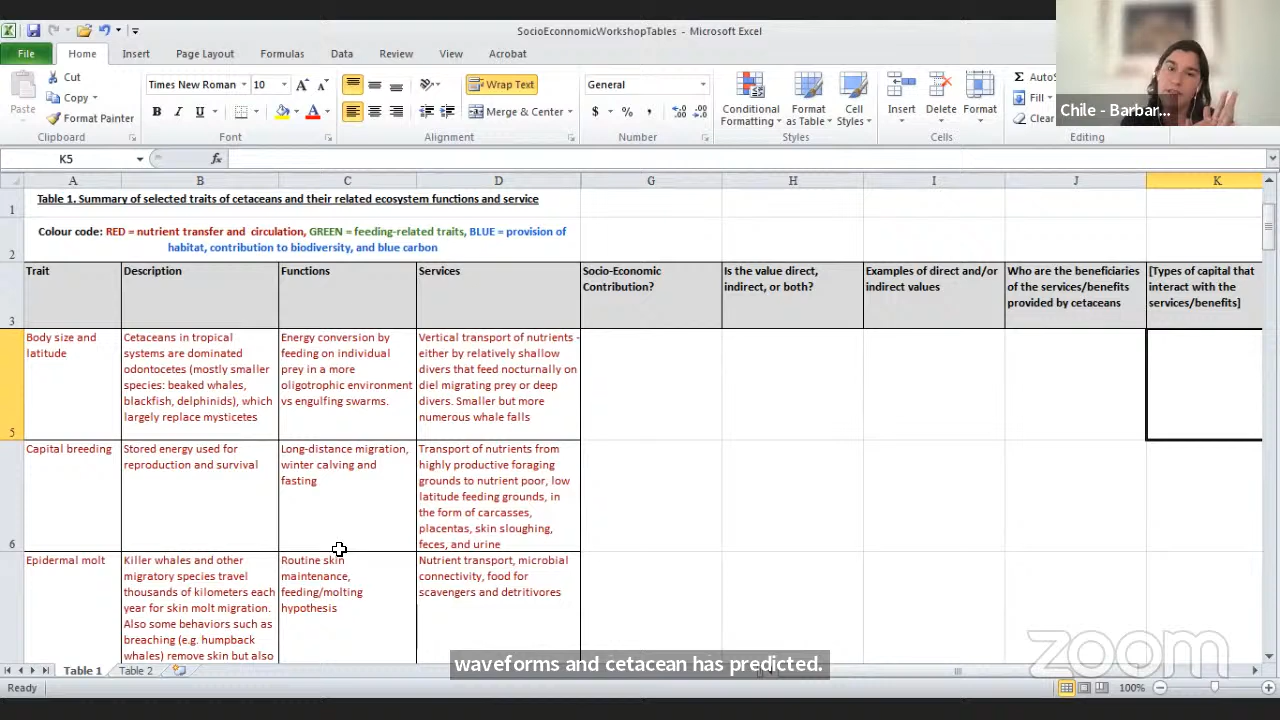 SocioEconnomicWorkshopTables - Microsoft Excel
File Home Insert Page Layout Formulas Data Review View Acrobat
Paste
Cut
Copy
Format Painter
Clipboard
Times New Roman 10
Font
Wrap Text
Merge & Center
Alignment
General
$ % ,
Number
Conditional Formatting
Format as Table
Cell Styles
Styles
Insert Delete Format
Cells
Fill
Editing
Chile - Barbar...
K5
fx
A B C D G H I J K
1
Table 1. Summary of selected traits of cetaceans and their related ecosystem functions and service
2
Colour code: RED = nutrient transfer and circulation, GREEN = feeding-related traits, BLUE = provision of
habitat, contribution to biodiversity, and blue carbon
3
Trait
Description
Functions
Services
Socio-Economic
Contribution?
Is the value direct,
indirect, or both?
Examples of direct and/or
indirect values
Who are the beneficiaries
of the services/benefits
provided by cetaceans
[Types of capital that
interact with the
services/benefits]
5
Body size and
latitude
Cetaceans in tropical
systems are dominated
odontocetes (mostly smaller
species: beaked whales,
blackfish, delphinids), which
largely replace mysticetes
Energy conversion by
feeding on individual
prey in a more
oligotrophic environment
vs engulfing swarms.
Vertical transport of nutrients -
either by relatively shallow
divers that feed nocturnally on
diel migrating prey or deep
divers. Smaller but more
numerous whale falls
6
Capital breeding
Stored energy used for
reproduction and survival
Long-distance migration,
winter calving and
fasting
Transport of nutrients from
highly productive foraging
grounds to nutrient poor, low
latitude feeding grounds, in
the form of carcasses,
placentas, skin sloughing,
feces, and urine
Epidermal molt
Killer whales and other
migratory species travel
thousands of kilometers each
year for skin molt migration.
Also some behaviors such as
breaching (e.g. humpback
whales) remove skin but also
Routine skin
maintenance,
feeding/molting
hypothesis
Nutrient transport, microbial
connectivity, food for
scavengers and detritivores
waveforms and cetacean has predicted.
zoom
Table 1 Table 2
Ready
100%